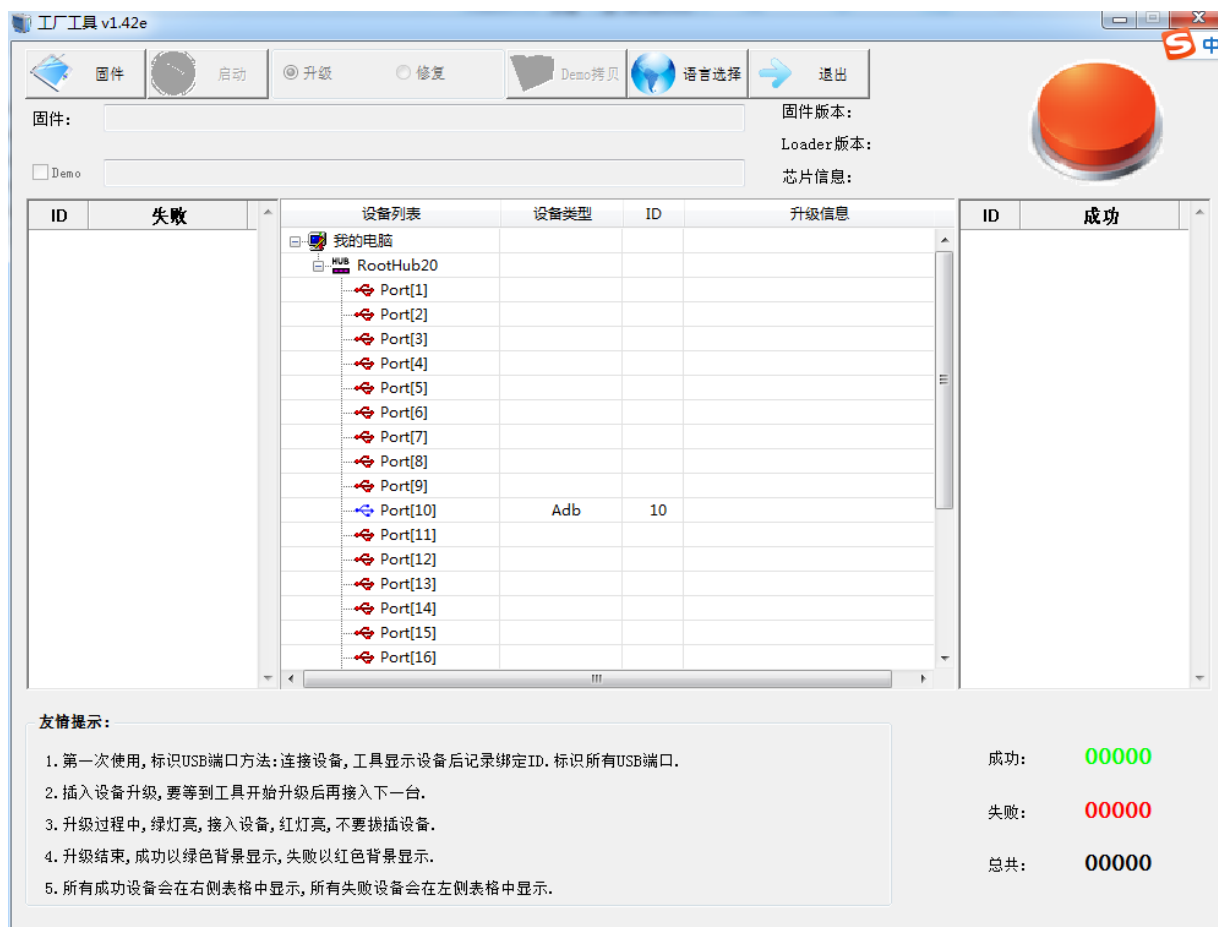 工厂工具 v1.42e
中
固件 启动 升级 修复 Demo拷贝 语言选择 退出
固件: 固件版本:
Loader版本:
Demo 芯片信息:
ID 失败 设备列表 设备类型 ID 升级信息 ID 成功
我的电脑
HUB RootHub20
Port[1]
Port[2]
Port[3]
Port[4]
Port[5]
Port[6]
Port[7]
Port[8]
Port[9]
Port[10] Adb 10
Port[11]
Port[12]
Port[13]
Port[14]
Port[15]
Port[16]
友情提示:
1.第一次使用,标识USB端口方法:连接设备,工具显示设备后记录绑定ID.标识所有USB端口.
2.插入设备升级,要等到工具开始升级后再接入下一台.
3.升级过程中,绿灯亮,接入设备,红灯亮,不要拔插设备.
4.升级结束,成功以绿色背景显示,失败以红色背景显示.
5.所有成功设备会在右侧表格中显示,所有失败设备会在左侧表格中显示.
成功: 00000
失败: 00000
总共: 00000